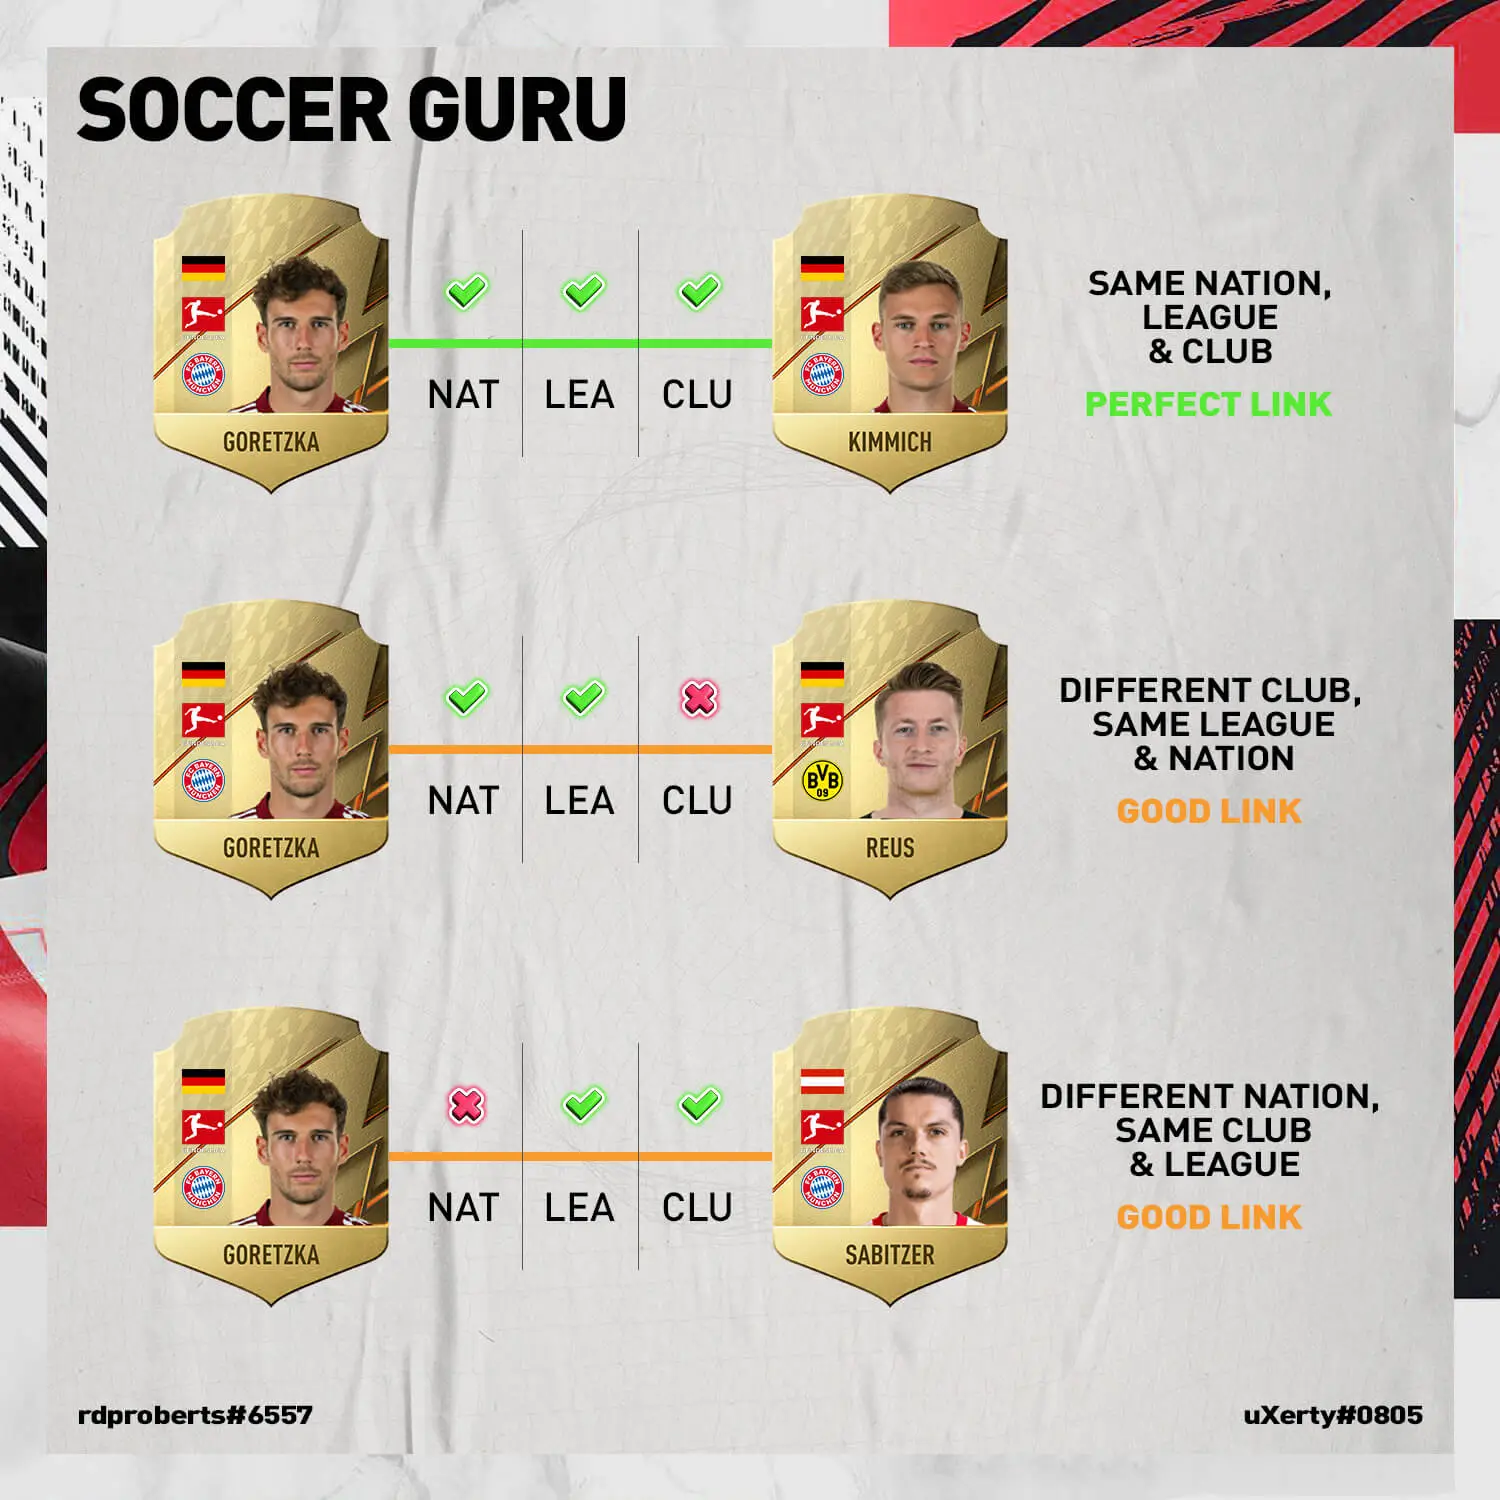 SOCCER GURU
NAT LEA CLU
GORETZKA
KIMMICH
SAME NATION,
LEAGUE
& CLUB
PERFECT LINK
NAT LEA CLU
GORETZKA
BVB
09
REUS
DIFFERENT CLUB,
SAME LEAGUE
& NATION
GOOD LINK
NAT LEA CLU
GORETZKA
SABITZER
DIFFERENT NATION,
SAME CLUB
& LEAGUE
GOOD LINK
rdproberts#6557
uXerty#0805